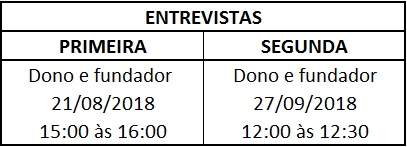 ENTREVISTAS
PRIMEIRA SEGUNDA
Dono e fundador Dono e fundador
21/08/2018 27/09/2018
15:00 às 16:00 12:00 às 12:30